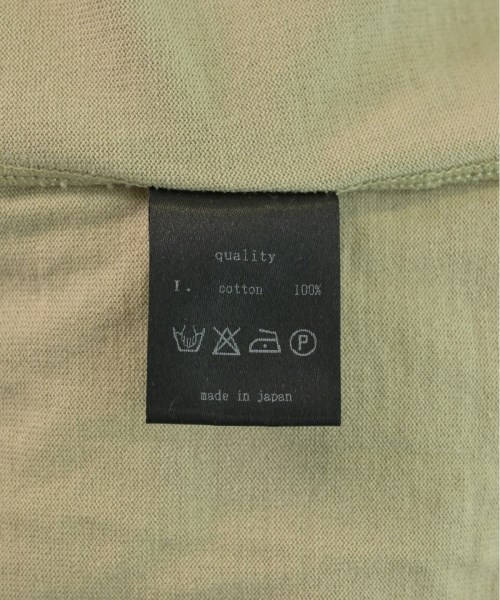 quality
I. cotton 100%
P
made in japan